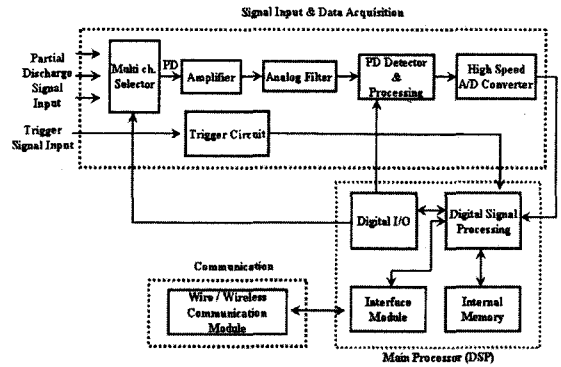 Signal Input & Data Acquisition
Partial
Discharge
Signal
Input
Multi ch.
Selector
PD
Amplifier
Analog Filter
PD Detector
&
Processing
High Speed
A/D Converter
Trigger
Signal Input
Trigger Circuit
Digital I/O
Digital Signal
Processing
Communication
Wire / Wireless
Communication
Module
Interface
Module
Internal
Memory
Main Processor (DSP)